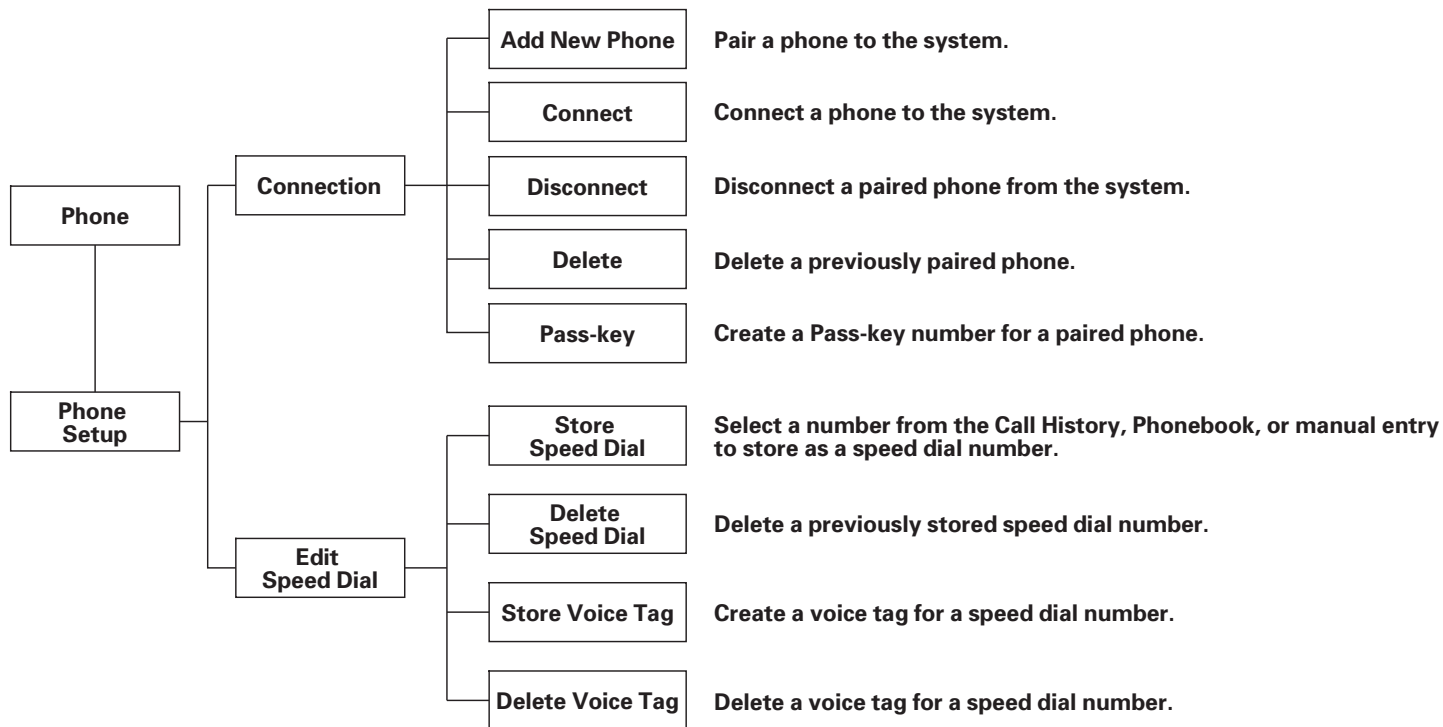 Add New Phone
Pair a phone to the system.
Connect
Connect a phone to the system.
Connection
Disconnect
Disconnect a paired phone from the system.
Phone
Delete
Delete a previously paired phone.
Pass-key
Create a Pass-key number for a paired phone.
Phone
Setup
Store
Speed Dial
Select a number from the Call History, Phonebook, or manual entry
to store as a speed dial number.
Delete
Speed Dial
Delete a previously stored speed dial number.
Edit
Speed Dial
Store Voice Tag
Create a voice tag for a speed dial number.
Delete Voice Tag
Delete a voice tag for a speed dial number.